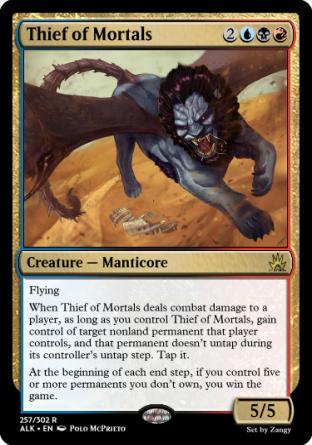 Thief of Mortals 2
Creature — Manticore
Flying
When Thief of Mortals deals combat damage to a
player, as long as you control Thief of Mortals, gain
control of target nonland permanent that player
controls, and that permanent doesn't untap during
its controller's untap step. Tap it.
At the beginning of each end step, if you control five
or more permanents you don't own, you win the
game.
5/5
257/302 R
ALK • EN Polo McPrieto
Set by Zangy